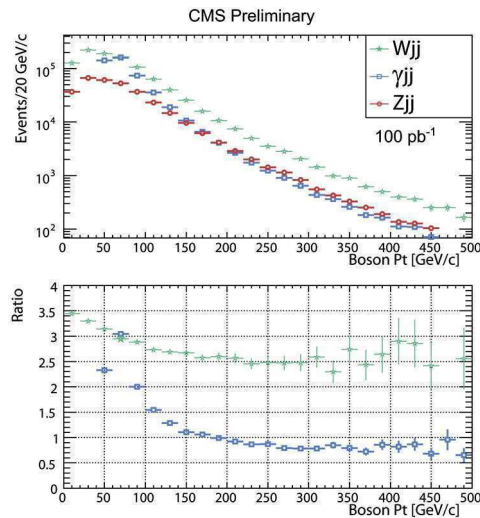 CMS Preliminary
Events/20 GeV/c
10⁵
10⁴
10³
10²
Wjj
γjj
Zjj
100 pb⁻¹
0 50 100 150 200 250 300 350 400 450 500
Boson Pt [GeV/c]
Ratio
4
3.5
3
2.5
2
1.5
1
0.5
0
0 50 100 150 200 250 300 350 400 450 500
Boson Pt [GeV/c]